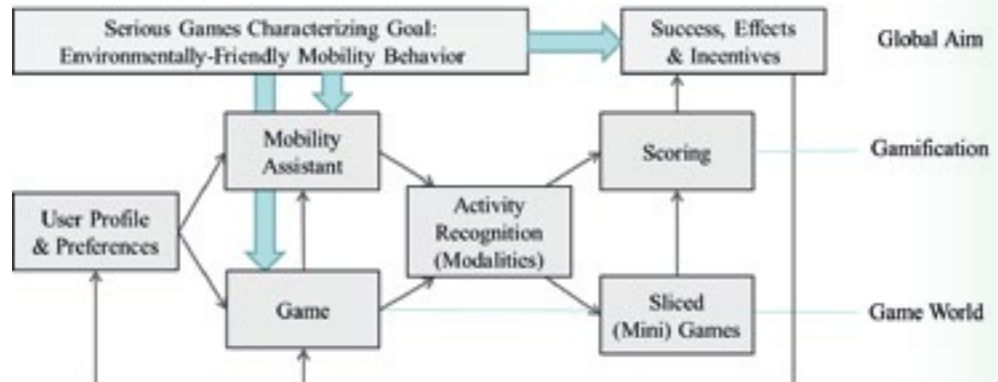 Serious Games Characterizing Goal:
Environmentally-Friendly Mobility Behavior
Success, Effects
& Incentives
Global Aim
Mobility
Assistant
Scoring
Gamification
User Profile
& Preferences
Activity
Recognition
(Modalities)
Game
Sliced
(Mini) Games
Game World